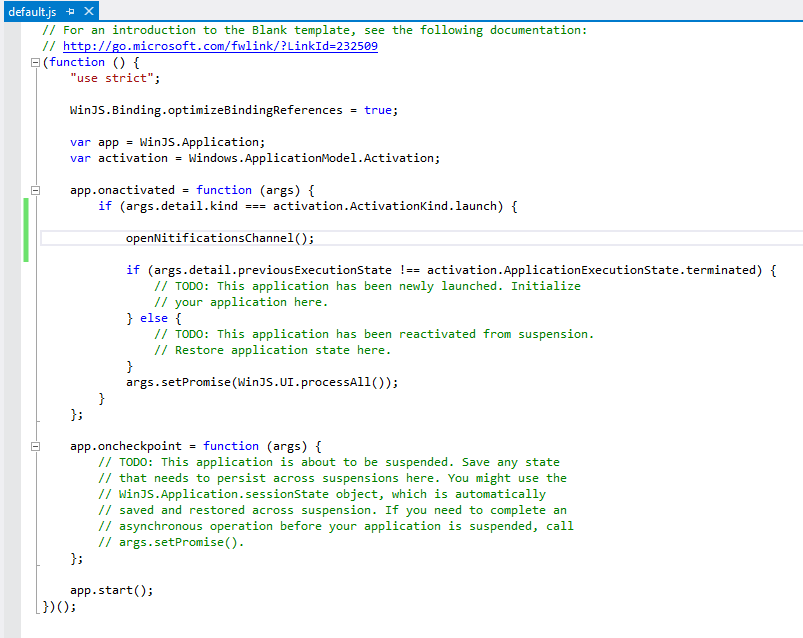 default.js
// For an introduction to the Blank template, see the following documentation:
// http://go.microsoft.com/fwlink/?LinkId=232509
(function () {
"use strict";
WinJS.Binding.optimizeBindingReferences = true;
var app = WinJS.Application;
var activation = Windows.ApplicationModel.Activation;
app.onactivated = function (args) {
if (args.detail.kind === activation.ActivationKind.launch) {
openNitificationsChannel();
if (args.detail.previousExecutionState !== activation.ApplicationExecutionState.terminated) {
// TODO: This application has been newly launched. Initialize
// your application here.
} else {
// TODO: This application has been reactivated from suspension.
// Restore application state here.
}
args.setPromise(WinJS.UI.processAll());
}
};
app.oncheckpoint = function (args) {
// TODO: This application is about to be suspended. Save any state
// that needs to persist across suspensions here. You might use the
// WinJS.Application.sessionState object, which is automatically
// saved and restored across suspension. If you need to complete an
// asynchronous operation before your application is suspended, call
// args.setPromise().
};
app.start();
})();